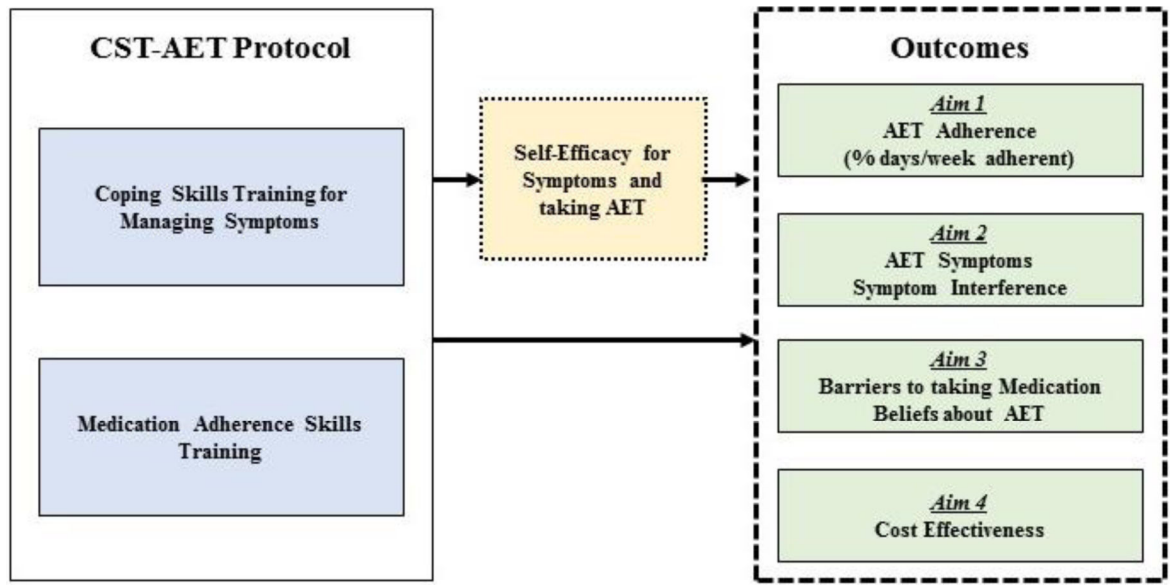 CST-AET Protocol
Coping Skills Training for
Managing Symptoms
Medication Adherence Skills
Training
Self-Efficacy for
Symptoms and
taking AET
Outcomes
Aim 1
AET Adherence
(% days/week adherent)
Aim 2
AET Symptoms
Symptom Interference
Aim 3
Barriers to taking Medication
Beliefs about AET
Aim 4
Cost Effectiveness